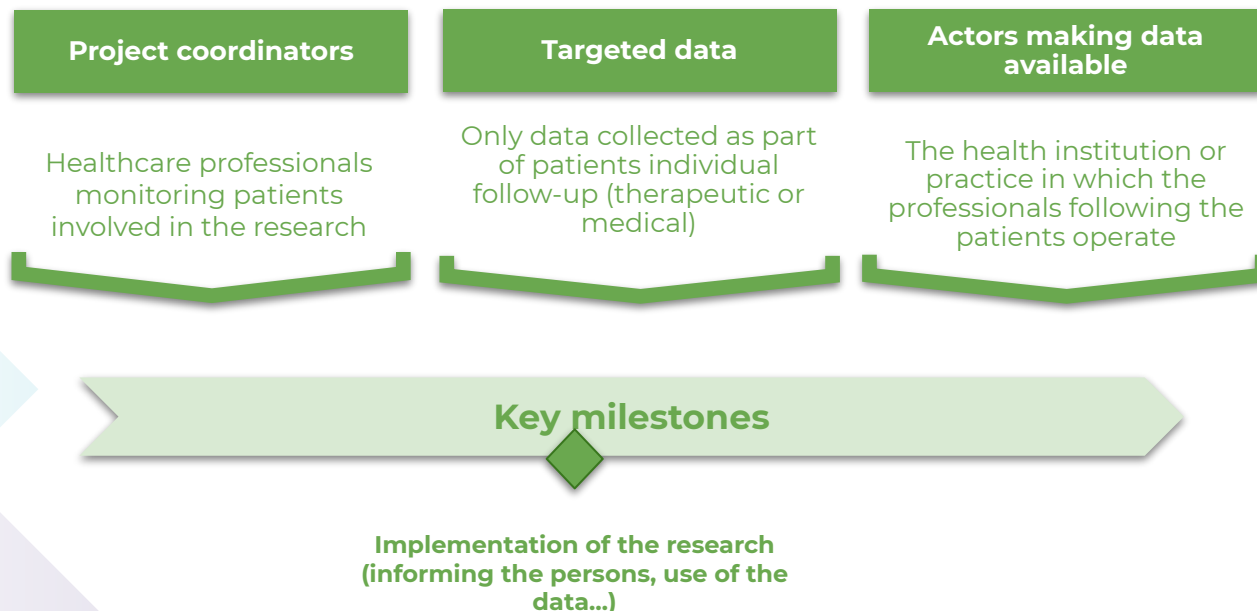 Project coordinators
Targeted data
Actors making data
available
Healthcare professionals
monitoring patients
involved in the research
Only data collected as part
of patients individual
follow-up (therapeutic or
medical)
The health institution or
practice in which the
professionals following the
patients operate
Key milestones
Implementation of the research
(informing the persons, use of the
data...)